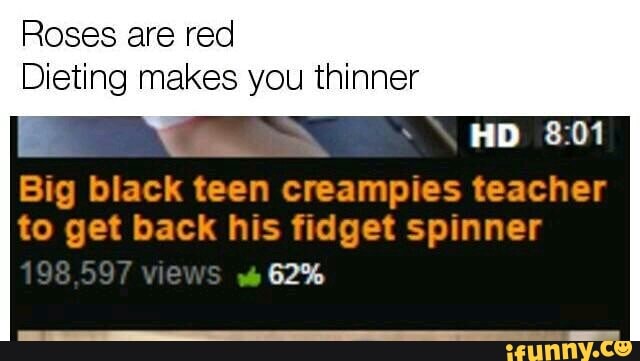 Roses are red
Dieting makes you thinner
HD 8:01
Big black teen creampies teacher
to get back his fidget spinner
198,597 views 62%
ifunny.co